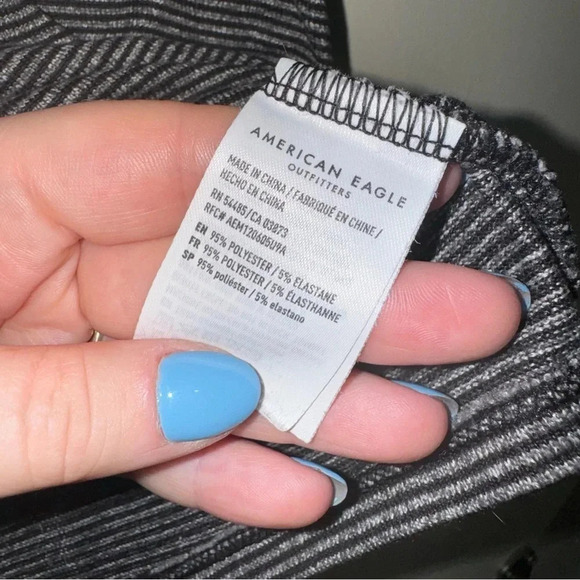 AMERICAN EAGLE
OUTFITTERS
MADE IN CHINA / FABRIQUÉ EN CHINE /
HECHO EN CHINA
RN 54485/CA 03873
RFC# AEM120605U9A
EN 95% POLYESTER / 5% ELASTANE
FR 95% POLYESTER / 5% ÉLASTHANNE
SP 95% poliéster / 5% elastano